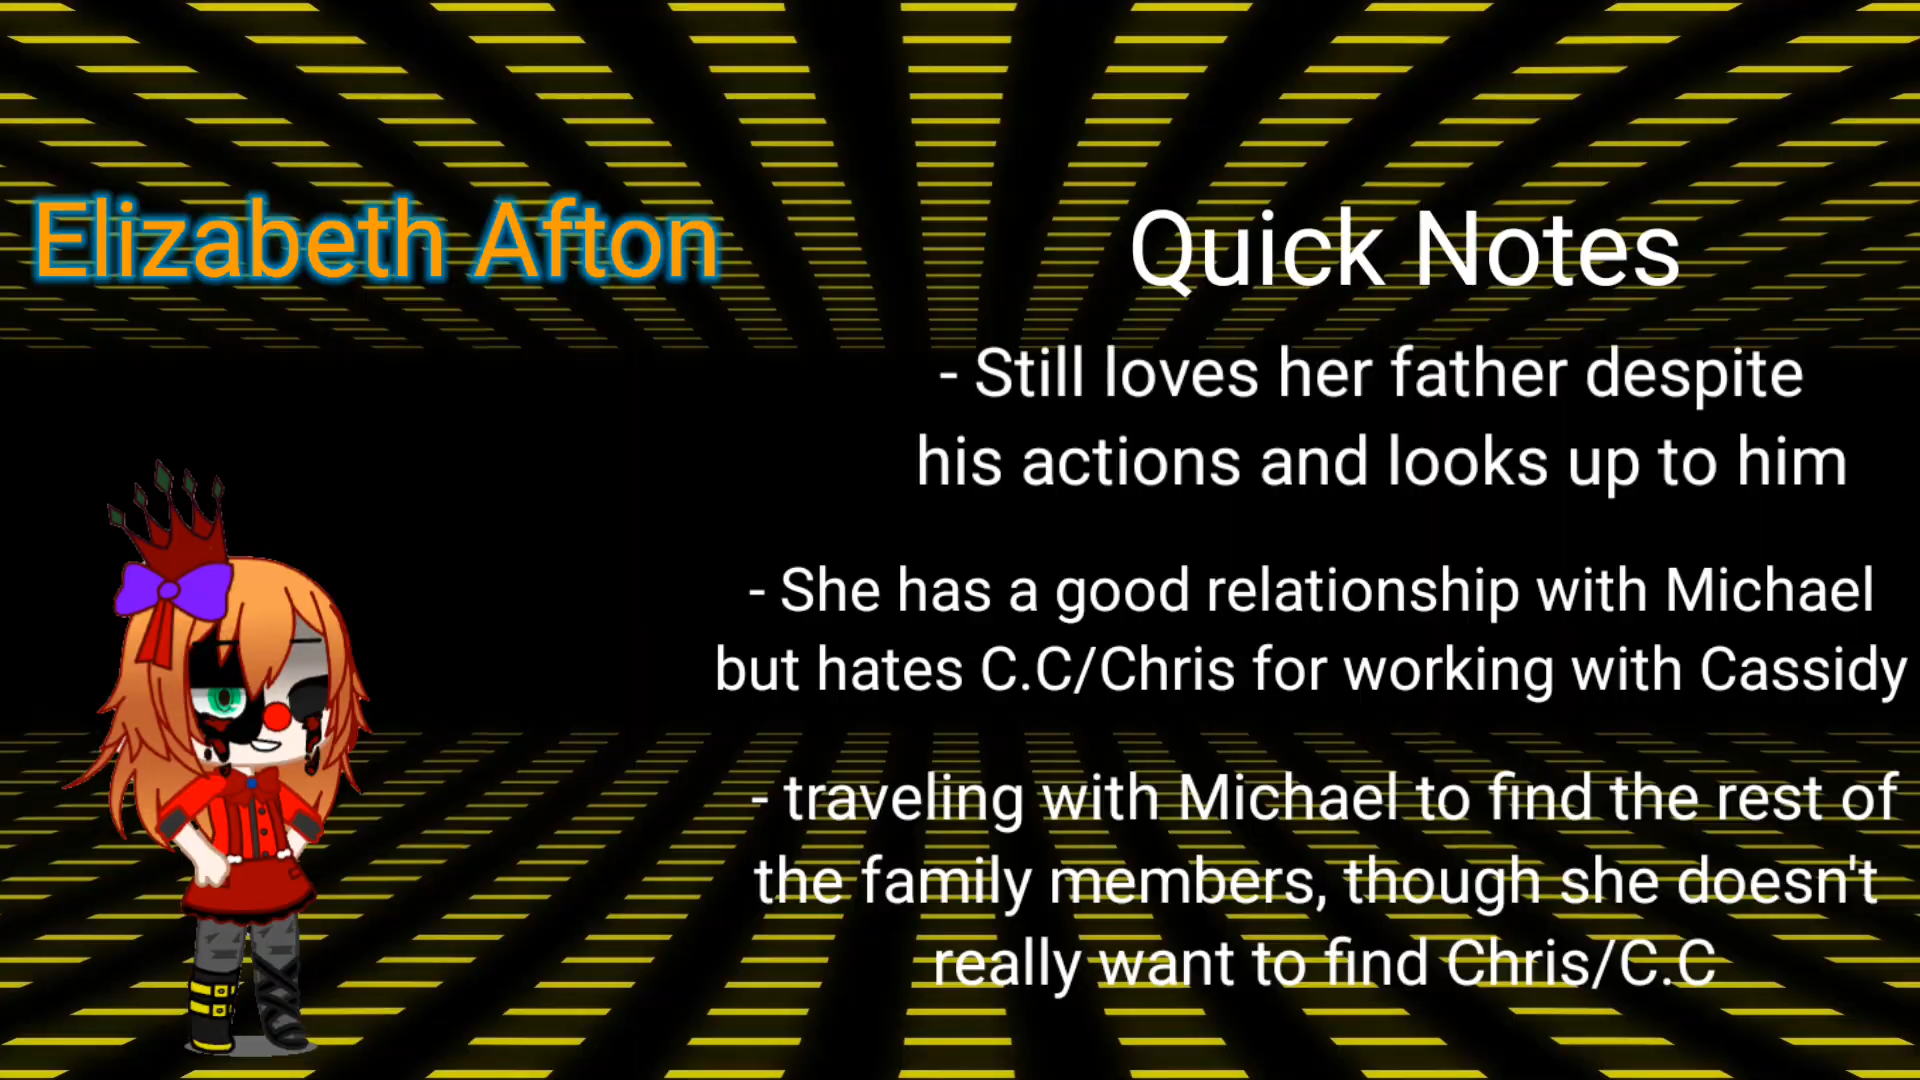 Elizabeth Afton
Quick Notes
- Still loves her father despite
his actions and looks up to him
- She has a good relationship with Michael
but hates C.C/Chris for working with Cassidy
- traveling with Michael to find the rest of
the family members, though she doesn't
really want to find Chris/C.C